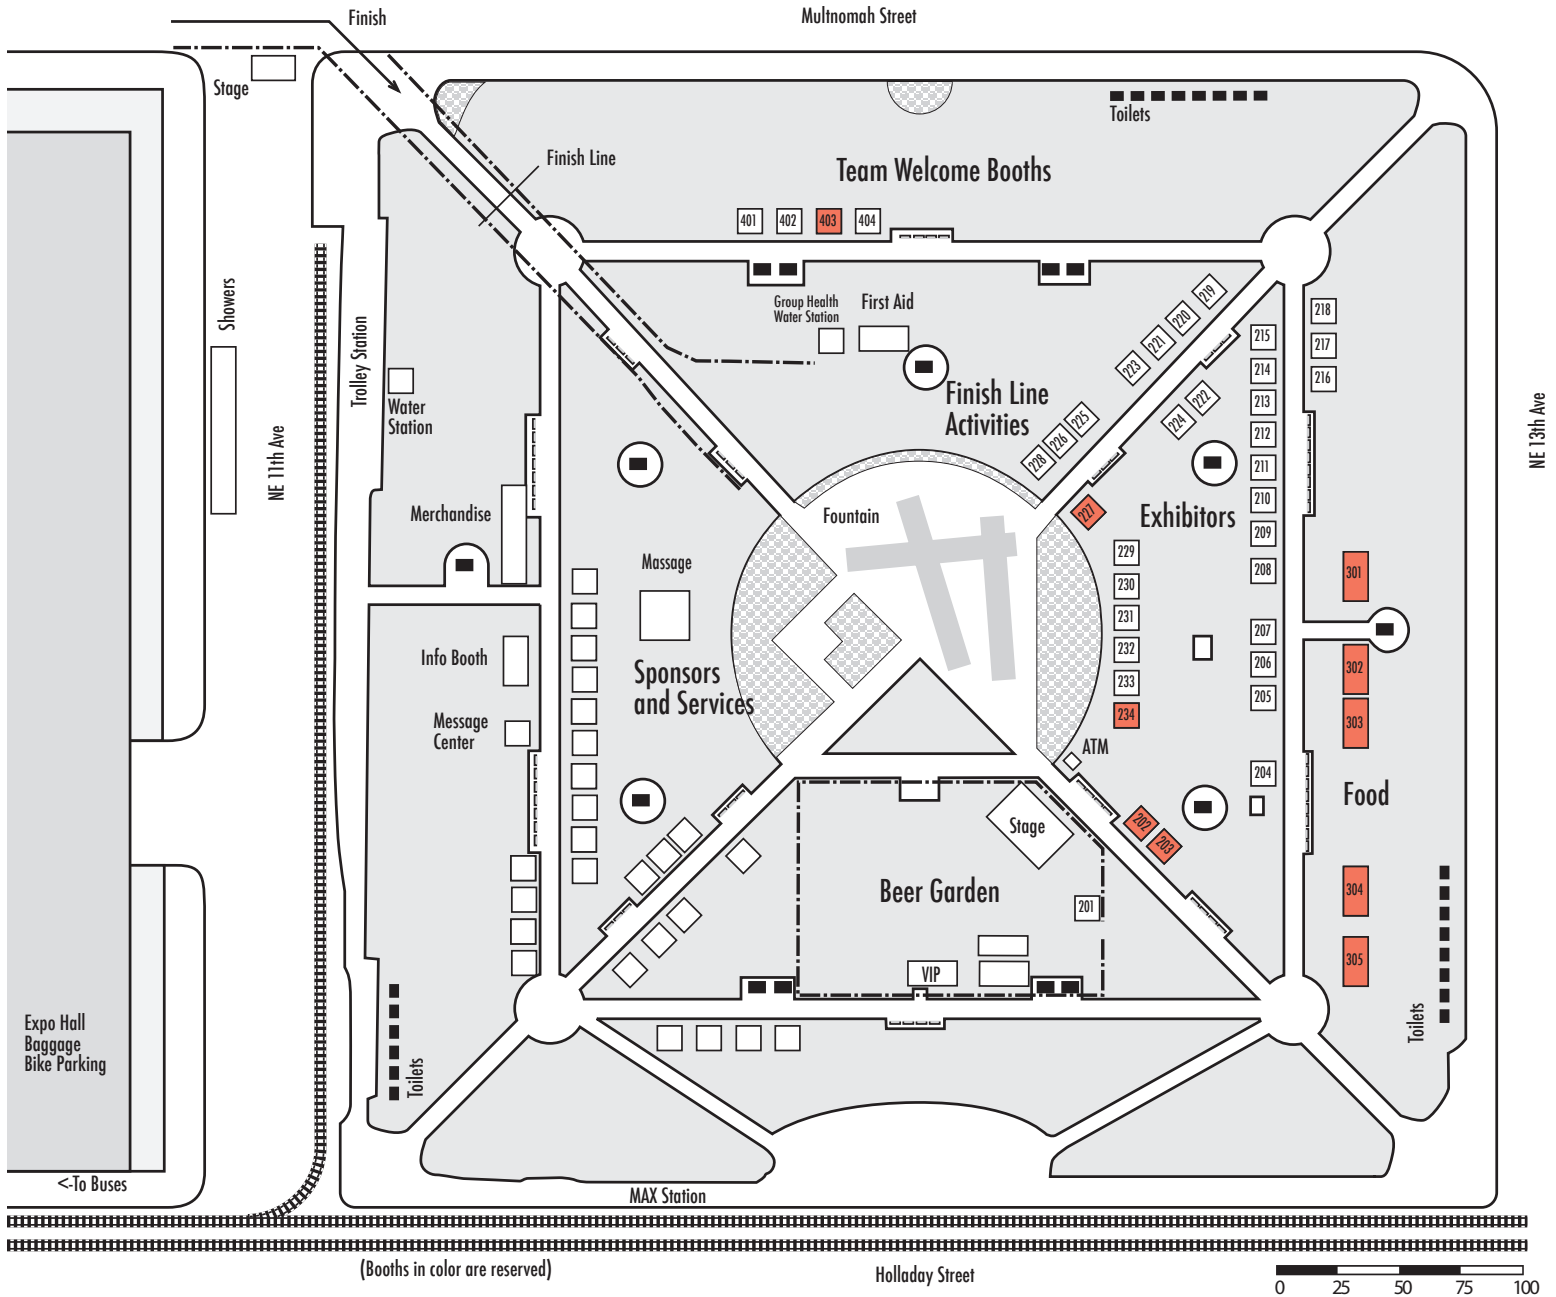 Finish
Multnomah Street
Stage
Toilets
Finish Line
Team Welcome Booths
401
402
403
404
Showers
Trolley Station
NE 11th Ave
NE 13th Ave
Group Health
Water Station
First Aid
219
220
221
223
218
217
216
215
214
213
212
211
210
209
208
222
224
225
226
228
227
Water
Station
Finish Line
Activities
Merchandise
Fountain
Exhibitors
Massage
229
230
231
232
233
234
301
207
206
205
302
303
Info Booth
Sponsors
and Services
Message
Center
ATM
204
Food
202
203
Stage
Beer Garden
201
304
305
VIP
Expo Hall
Baggage
Bike Parking
Toilets
Toilets
<-To Buses
MAX Station
(Booths in color are reserved)
Holladay Street
0 25 50 75 100